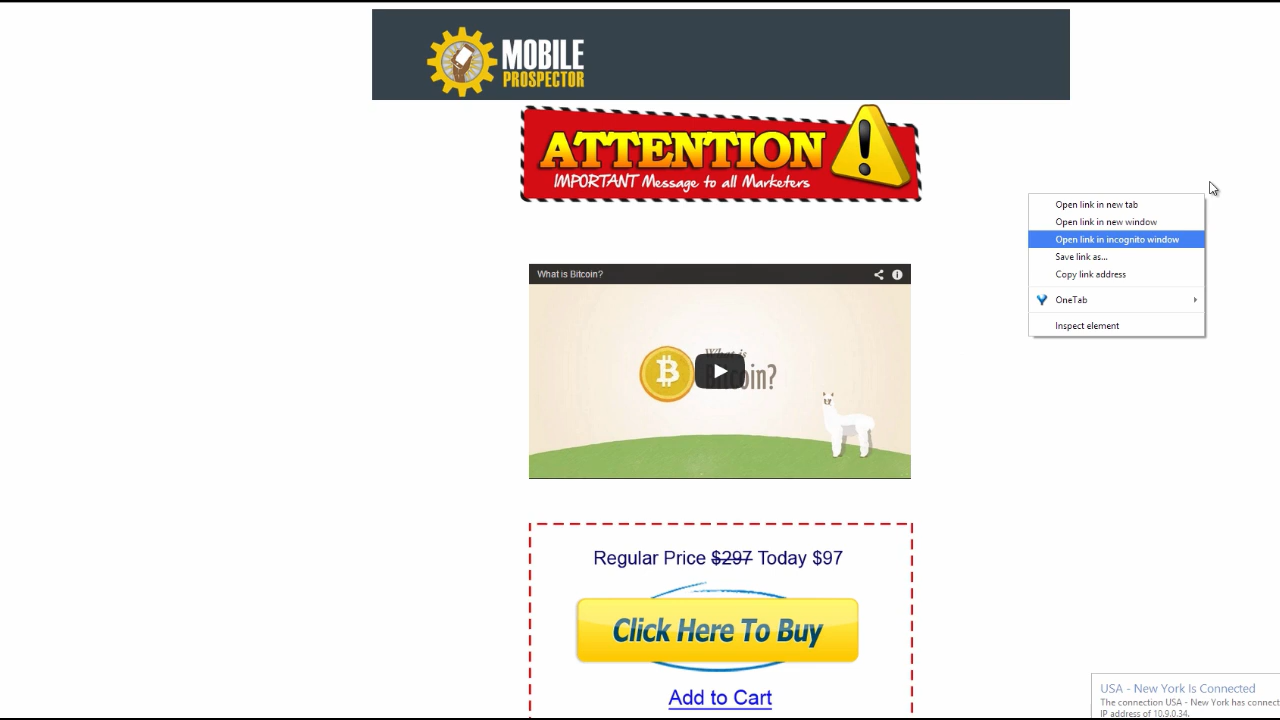 MOBILE
PROSPECTOR
ATTENTION
IMPORTANT Message to all Marketers
Open link in new tab
Open link in new window
Open link in incognito window
Save link as...
Copy link address
OneTab
Inspect element
What is Bitcoin?
What is
Bitcoin?
Regular Price $297 Today $97
Click Here To Buy
Add to Cart
USA - New York Is Connected
The connection USA - New York has connect
IP address of 10.9.0.34.